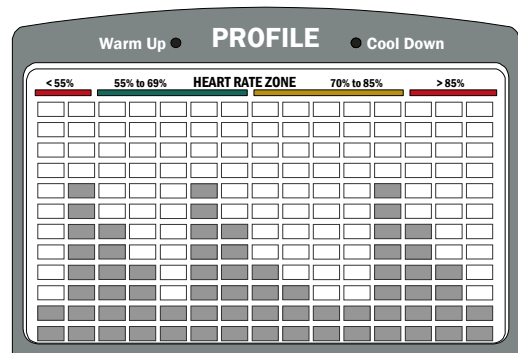 Warm Up PROFILE Cool Down
< 55% 55% to 69% HEART RATE ZONE 70% to 85% > 85%